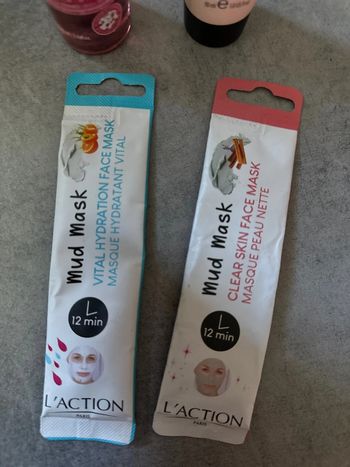 Mud Mask
VITAL HYDRATION FACE MASK
MASQUE HYDRATANT VITAL
12 min
L'ACTION
PARIS
Mud Mask
CLEAR SKIN FACE MASK
MASQUE PEAU NETTE
12 min
L'ACTION
PARIS